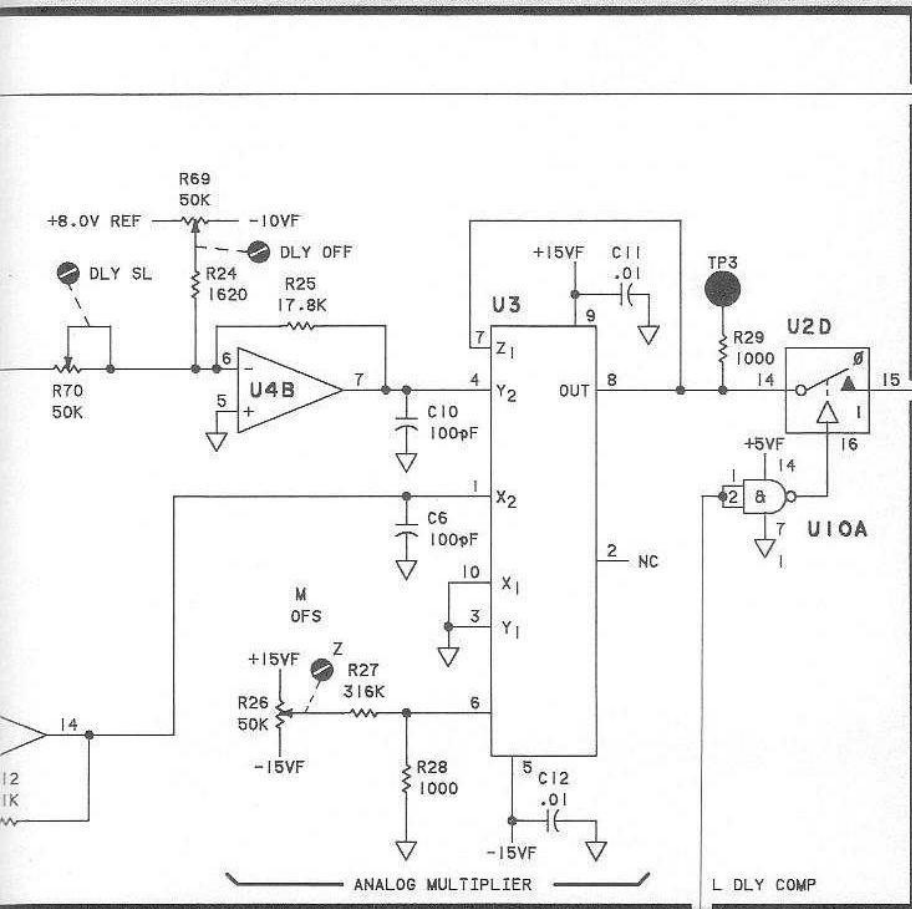 R69
50K
+8.0V REF
-10VF
DLY OFF
DLY SL
R24
1620
R25
17.8K
R70
50K
6
-
5
+
U4B
7
C10
100pF
C6
100pF
+15VF
C11
.01
U3
9
7
Z1
4
Y2
1
X2
10
X1
3
Y1
6
OUT
8
2
NC
TP3
R29
1000
U2D
14
Ø
1
15
16
+5VF
14
1
2
&
7
1
U10A
M
OFS
Z
+15VF
R26
50K
-15VF
R27
316K
R28
1000
5
C12
.01
-15VF
14
12
1K
ANALOG MULTIPLIER
L DLY COMP